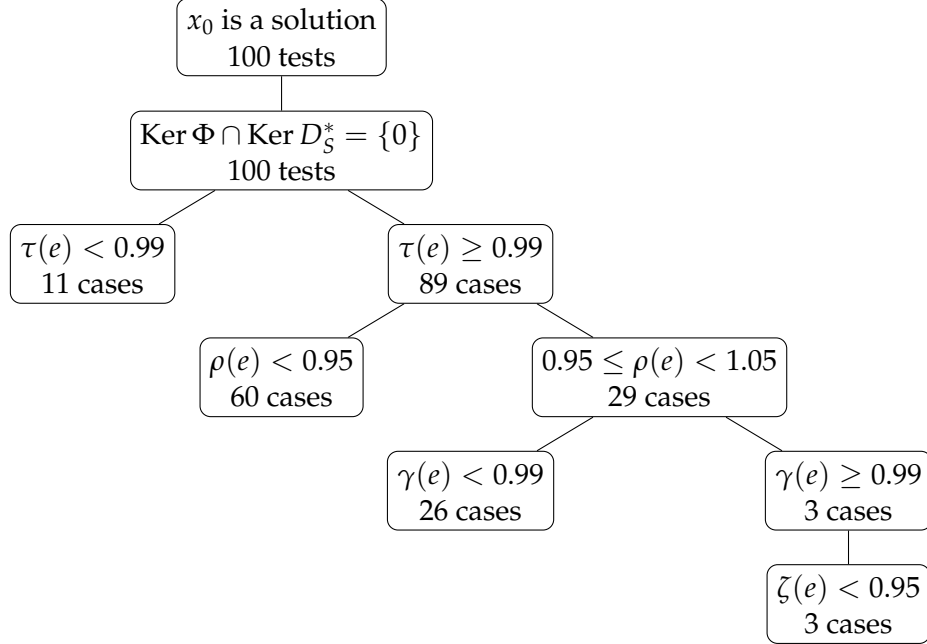 x₀ is a solution
100 tests
Ker Φ ∩ Ker D*_S = {0}
100 tests
τ(e) < 0.99
11 cases
τ(e) ≥ 0.99
89 cases
ρ(e) < 0.95
60 cases
0.95 ≤ ρ(e) < 1.05
29 cases
γ(e) < 0.99
26 cases
γ(e) ≥ 0.99
3 cases
ζ(e) < 0.95
3 cases